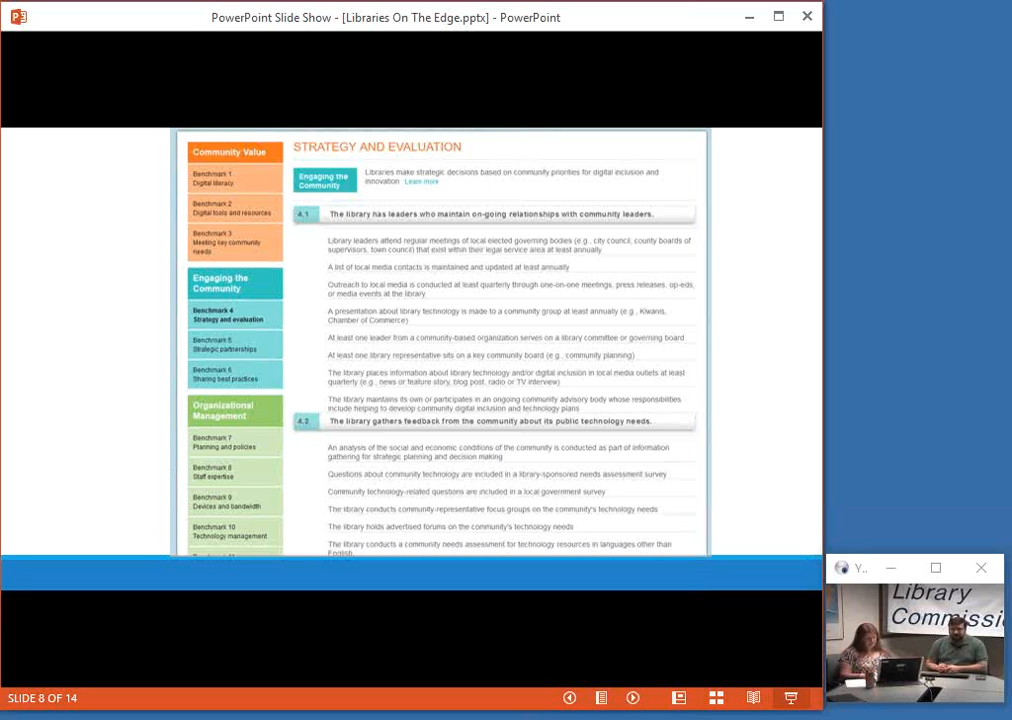 PowerPoint Slide Show - [Libraries On The Edge.pptx] - PowerPoint
Community Value
Benchmark 1
Digital literacy
Benchmark 2
Digital tools and resources
Benchmark 3
Meeting key community
needs
Engaging the
Community
Benchmark 4
Strategy and evaluation
Benchmark 5
Strategic partnerships
Benchmark 6
Sharing best practices
Organizational
Management
Benchmark 7
Planning and policies
Benchmark 8
Staff expertise
Benchmark 9
Devices and bandwidth
Benchmark 10
Technology management
STRATEGY AND EVALUATION
Engaging the
Community
Libraries make strategic decisions based on community priorities for digital inclusion and
innovation Learn more
4.1 The library has leaders who maintain on-going relationships with community leaders.
Library leaders attend regular meetings of local elected governing bodies (e.g., city council, county boards of
supervisors, town council) that exist within their legal service area at least annually
A list of local media contacts is maintained and updated at least annually
Outreach to local media is conducted at least quarterly through one-on-one meetings, press releases, op-eds,
or media events at the library
A presentation about library technology is made to a community group at least annually (e.g., Kiwanis,
Chamber of Commerce)
At least one leader from a community-based organization serves on a library committee or governing board
At least one library representative sits on a key community board (e.g., community planning)
The library places information about library technology and/or digital inclusion in local media outlets at least
quarterly (e.g., news or feature story, blog post, radio or TV interview)
The library maintains its own or participates in an ongoing community advisory body whose responsibilities
include helping to develop community digital inclusion and technology plans
4.2 The library gathers feedback from the community about its public technology needs.
An analysis of the social and economic conditions of the community is conducted as part of information
gathering for strategic planning and decision making
Questions about community technology are included in a library-sponsored needs assessment survey
Community technology-related questions are included in a local government survey
The library conducts community-representative focus groups on the community's technology needs
The library holds advertised forums on the community's technology needs
The library conducts a community needs assessment for technology resources in languages other than
English.
SLIDE 8 OF 14
Y..
Library
Commissi